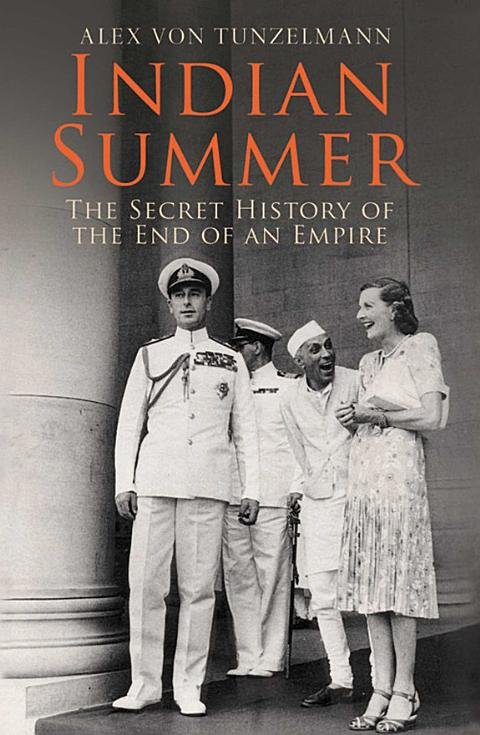 ALEX VON TUNZELMANN
INDIAN
SUMMER
THE SECRET HISTORY OF
THE END OF AN EMPIRE